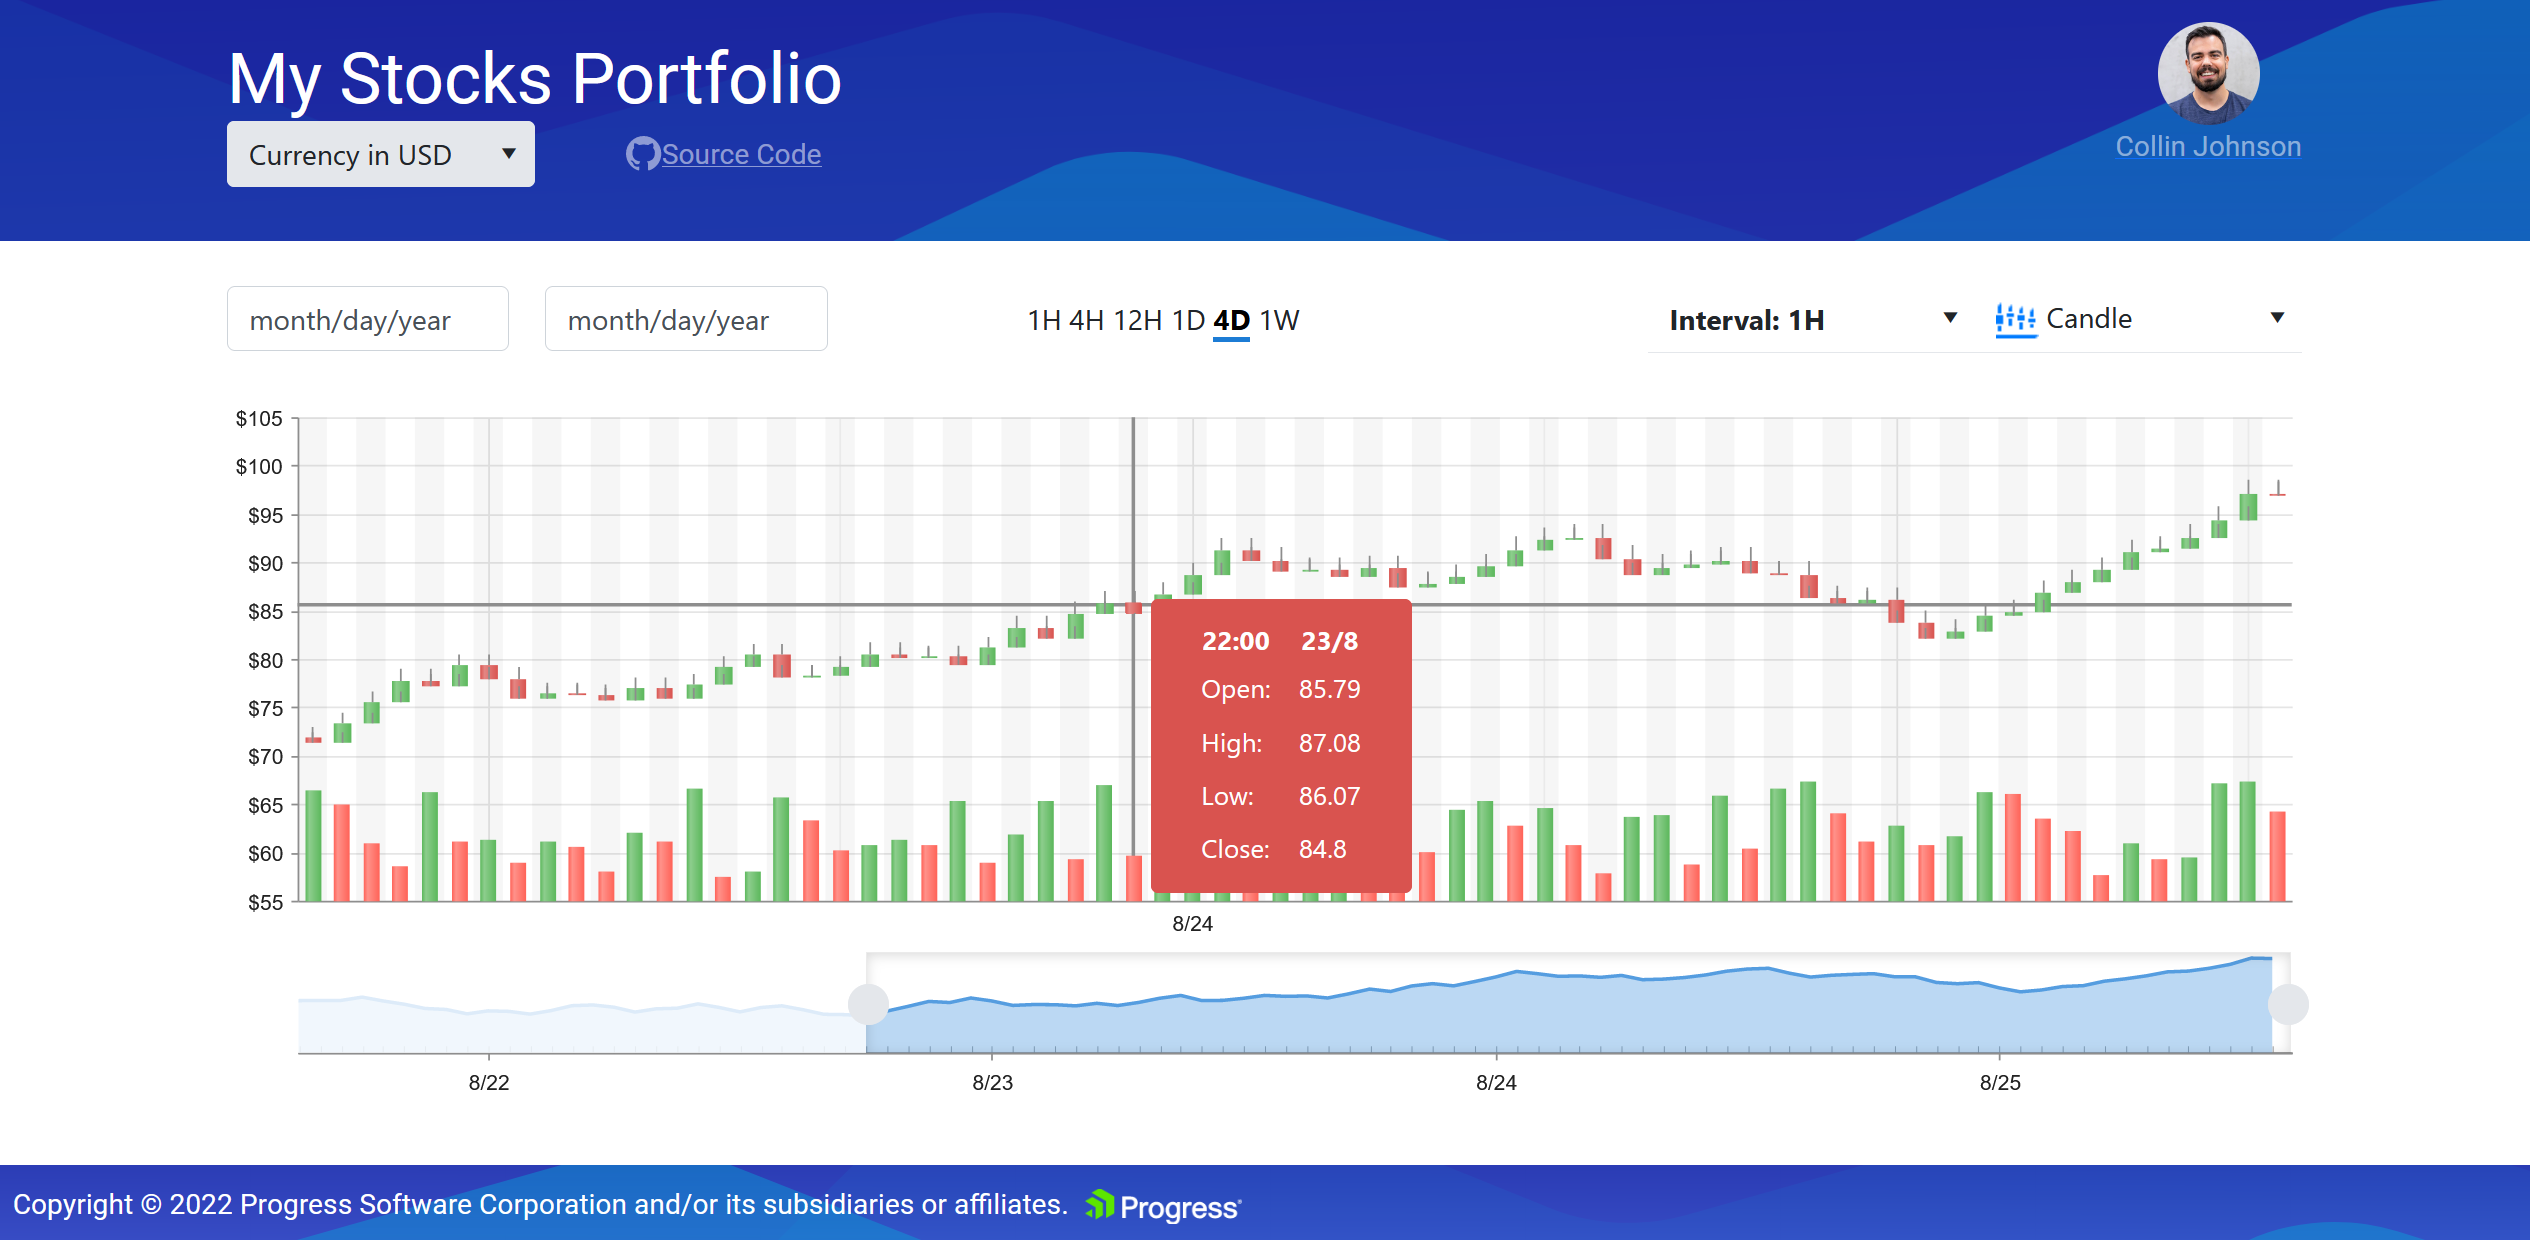 My Stocks Portfolio
Currency in USD
Source Code
Collin Johnson
month/day/year
month/day/year
1H 4H 12H 1D 4D 1W
Interval: 1H
Candle
$105
$100
$95
$90
$85
$80
$75
$70
$65
$60
$55
22:00 23/8
Open: 85.79
High: 87.08
Low: 86.07
Close: 84.8
8/24
8/22 8/23 8/24 8/25
Copyright © 2022 Progress Software Corporation and/or its subsidiaries or affiliates. Progress®